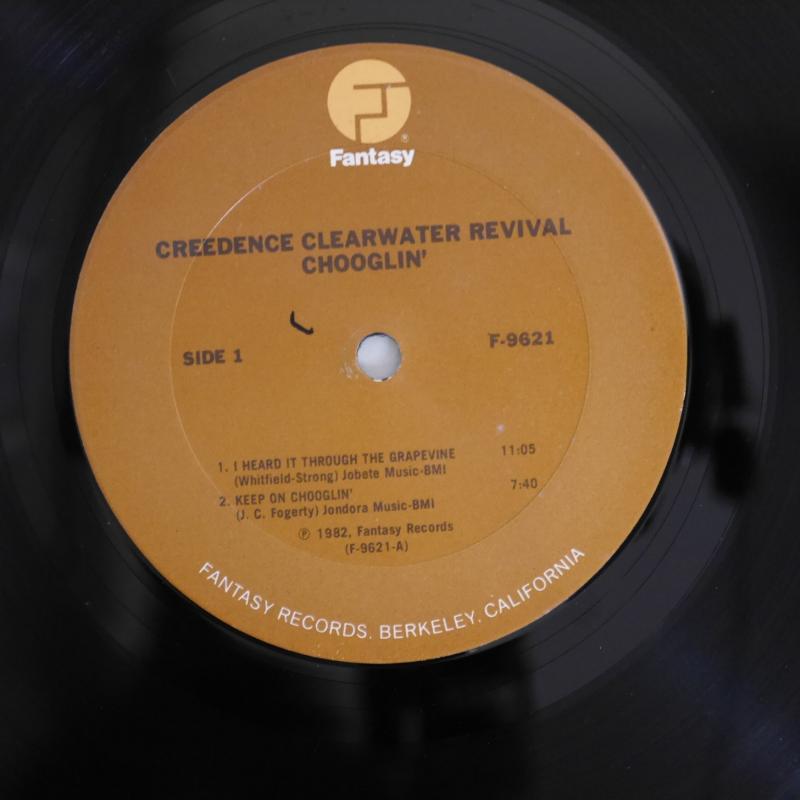 Fantasy®
CREEDENCE CLEARWATER REVIVAL
CHOOGLIN'
SIDE 1
F-9621
1. I HEARD IT THROUGH THE GRAPEVINE 11:05
(Whitfield-Strong) Jobete Music-BMI
2. KEEP ON CHOOGLIN' 7:40
(J. C. Fogerty) Jondora Music-BMI
℗ 1982, Fantasy Records
(F-9621-A)
FANTASY RECORDS. BERKELEY. CALIFORNIA